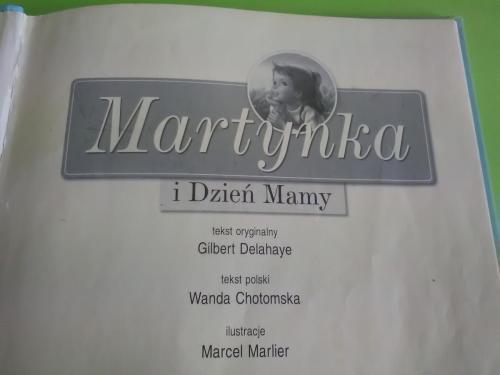 Martynka
i Dzień Mamy
tekst oryginalny
Gilbert Delahaye
tekst polski
Wanda Chotomska
ilustracje
Marcel Marlier